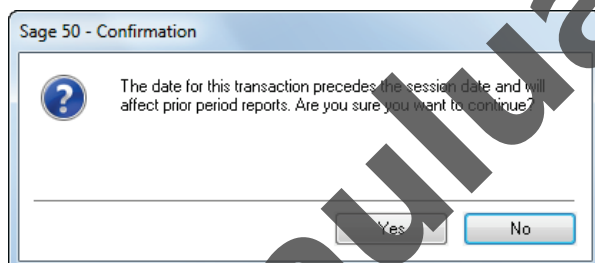 Sage 50 - Confirmation
The date for this transaction precedes the session date and will
affect prior period reports. Are you sure you want to continue?
Yes
No